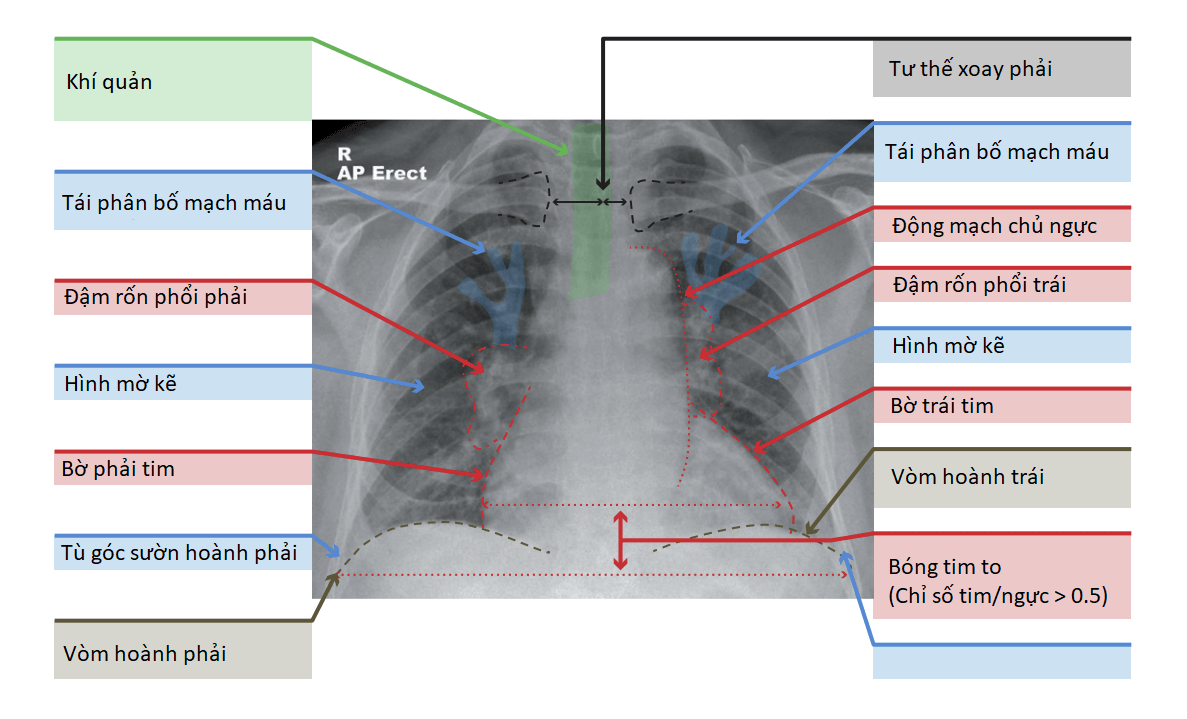 Khí quản
Tư thế xoay phải
R
AP Erect
Tái phân bố mạch máu
Tái phân bố mạch máu
Động mạch chủ ngực
Đậm rốn phổi phải
Đậm rốn phổi trái
Hình mờ kẽ
Hình mờ kẽ
Bờ trái tim
Bờ phải tim
Vòm hoành trái
Tù góc sườn hoành phải
Bóng tim to
(Chỉ số tim/ngực > 0.5)
Vòm hoành phải